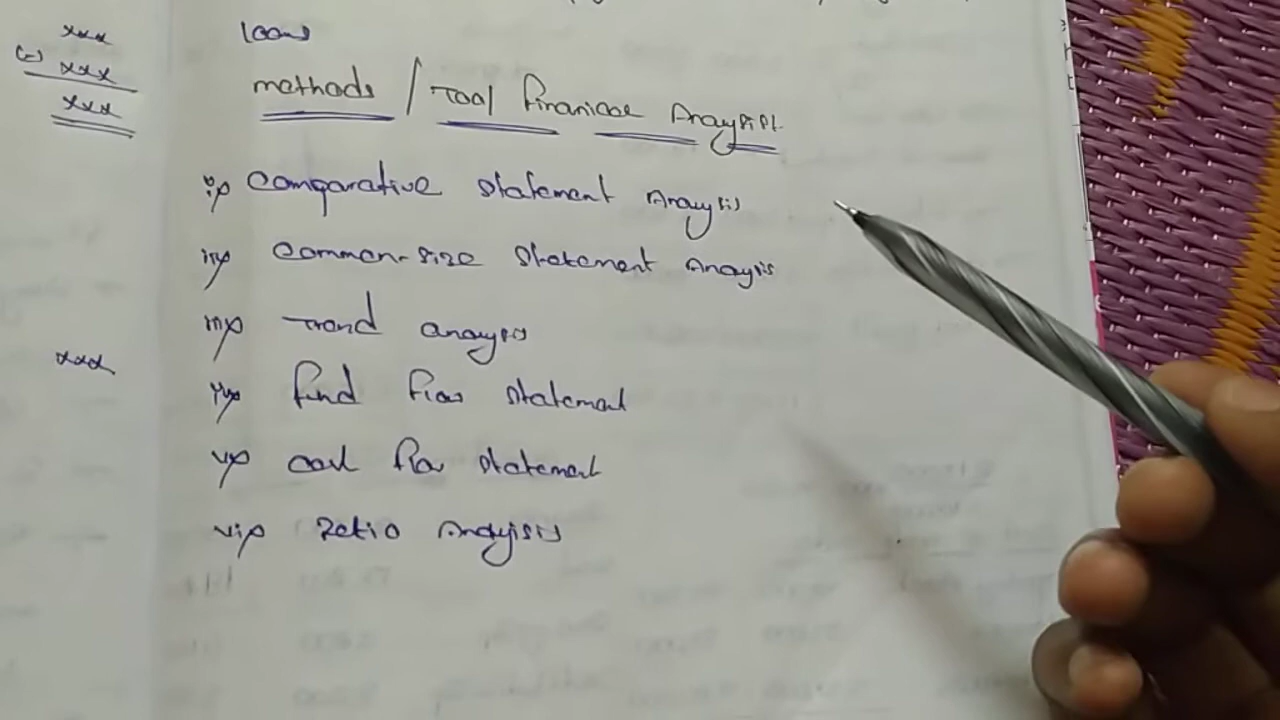 xxx
(-) xxx
xxx
Loans
methods / Tool Financial Analysis
i) Comparative statement Analysis
ii) Common-size Statement Analysis
iii) Trend analysis
xxx
iv) fund flow statement
v) cash flow statement
vi) Ratio Analysis